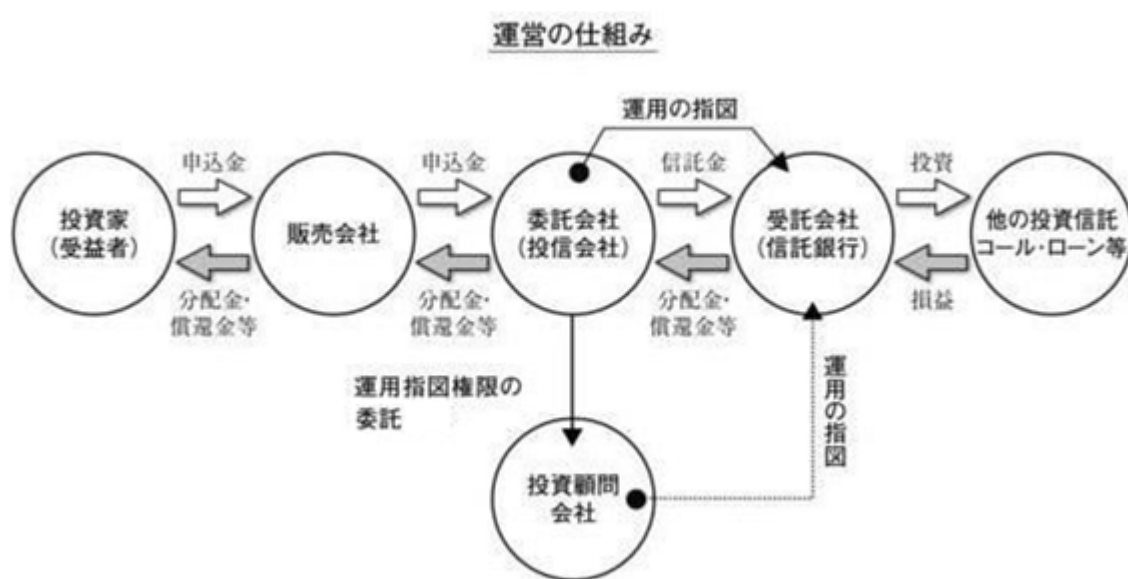 運営の仕組み
運用の指図
申込金
申込金
信託金
投資
投資家
(受益者)
販売会社
委託会社
(投信会社)
受託会社
(信託銀行)
他の投資信託
コール・ローン等
分配金・
償還金等
分配金・
償還金等
分配金・
償還金等
損益
運用指図権限の
委託
運用の指図
投資顧問
会社